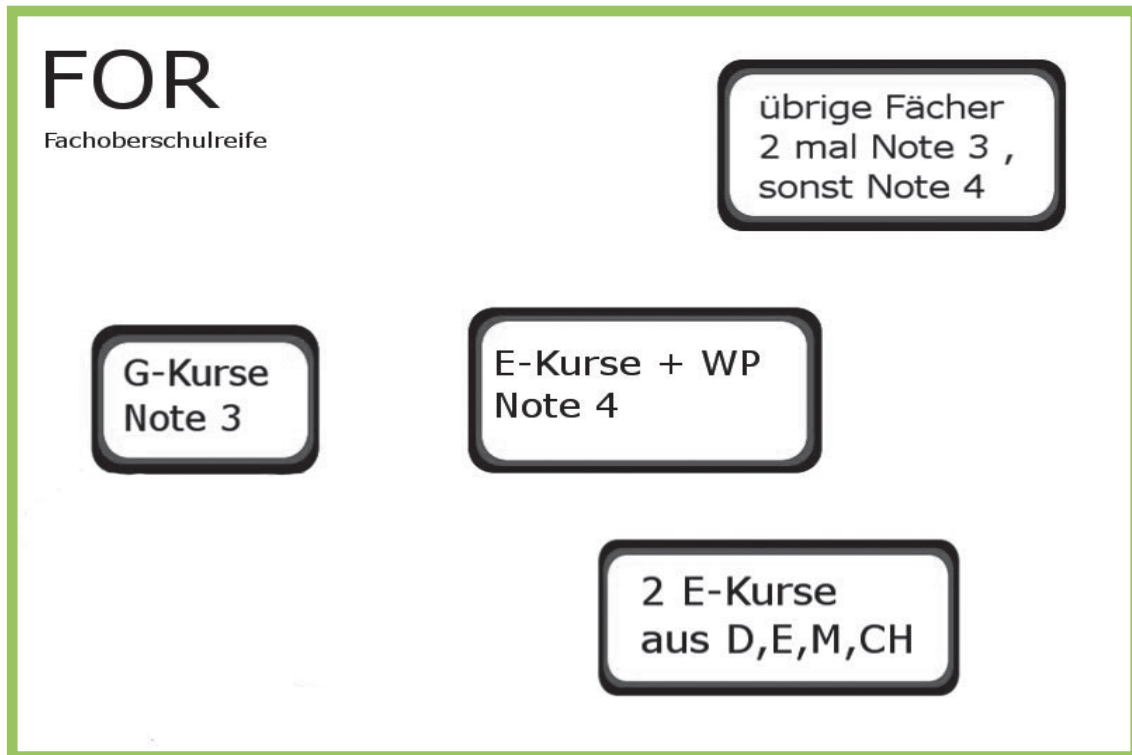 FOR
Fachoberschulreife
übrige Fächer
2 mal Note 3 ,
sonst Note 4
G-Kurse
Note 3
E-Kurse + WP
Note 4
2 E-Kurse
aus D,E,M,CH